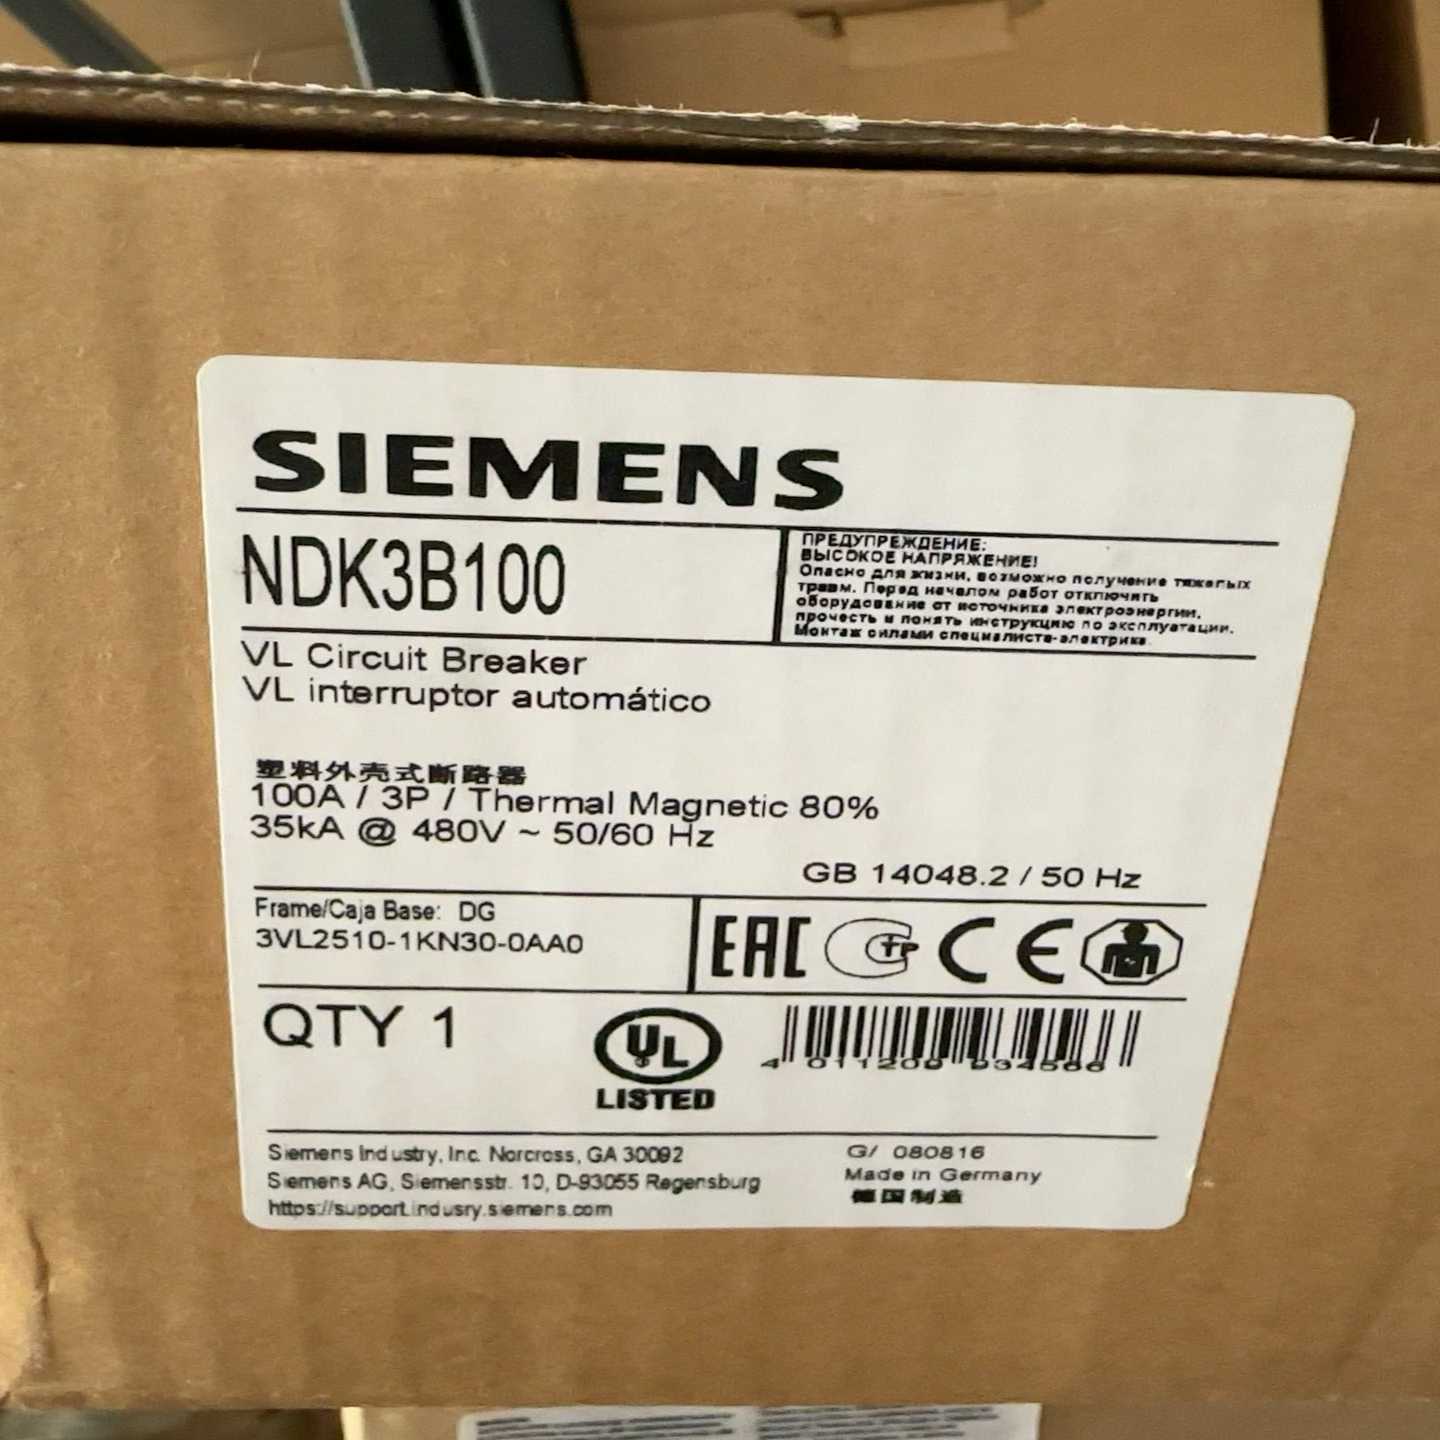 SIEMENS
NDK3B100
ПРЕДУПРЕЖДЕНИЕ:
ВЫСОКОЕ НАПРЯЖЕНИЕ!
Опасно для жизни, возможно получение тяжелых
травм. Перед началом работ отключить
оборудование от источника электроэнергии,
прочесть и понять инструкцию по эксплуатации.
Монтаж силами специалиста-электрика.
VL Circuit Breaker
VL interruptor automático
塑料外壳式断路器
100A / 3P / Thermal Magnetic 80%
35kA @ 480V ~ 50/60 Hz
GB 14048.2 / 50 Hz
Frame/Caja Base: DG
3VL2510-1KN30-0AA0
EAC
CTP
CE
QTY 1
UL
LISTED
Siemens Industry, Inc. Norcross, GA 30092
Siemens AG, Siemensstr. 10, D-93055 Regensburg
https://support.indusry.siemens.com
G/ 080816
Made in Germany
德国制造